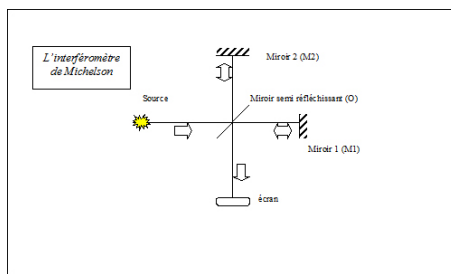 L'interféromètre
de Michelson
Miroir 2 (M2)
Source
Miroir semi réfléchissant (O)
Miroir 1 (M1)
écran